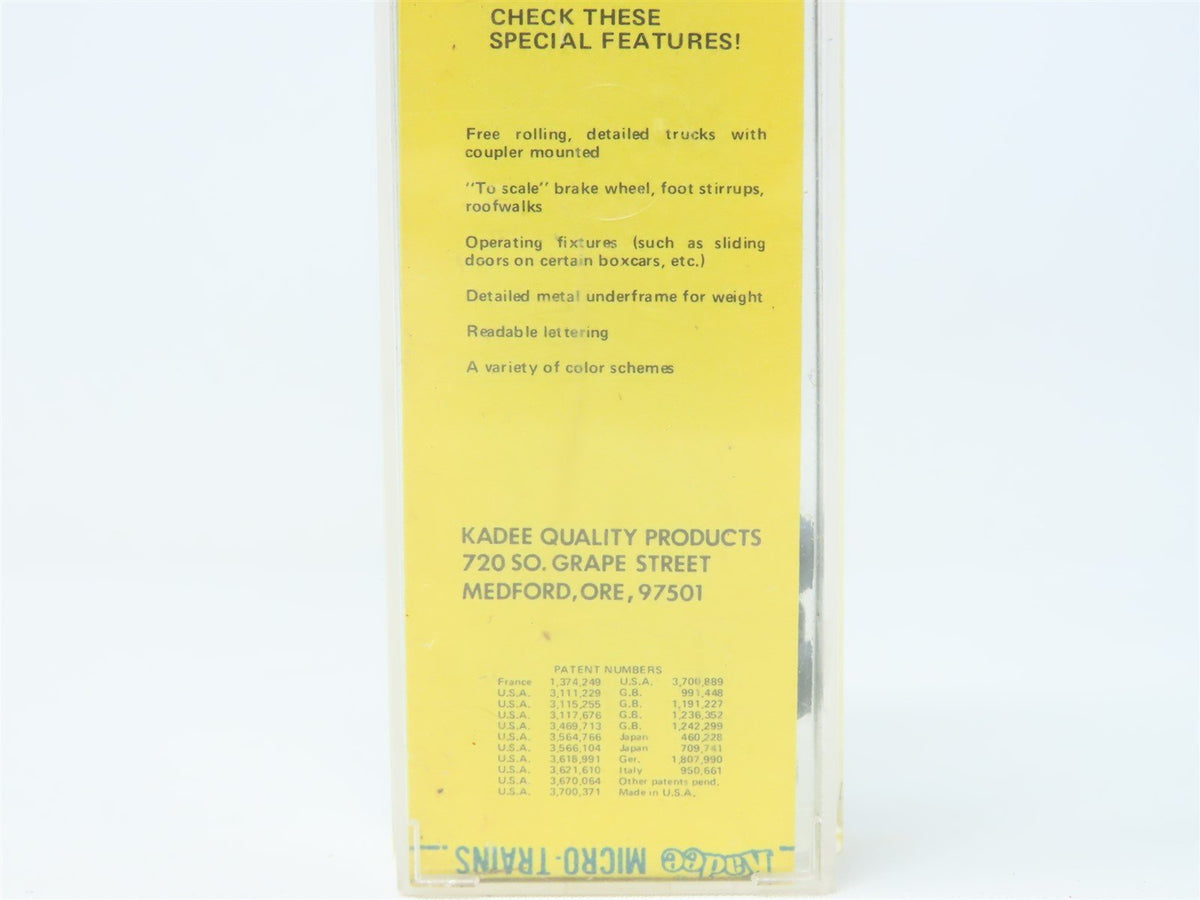 CHECK THESE
SPECIAL FEATURES!
Free rolling, detailed trucks with
coupler mounted
"To scale" brake wheel, foot stirrups,
roofwalks
Operating fixtures (such as sliding
doors on certain boxcars, etc.)
Detailed metal underframe for weight
Readable lettering
A variety of color schemes
KADEE QUALITY PRODUCTS
720 SO. GRAPE STREET
MEDFORD, ORE, 97501
PATENT NUMBERS
France 1,374,249 U.S.A. 3,700,889
U.S.A. 3,111,229 G.B. 991,448
U.S.A. 3,115,255 G.B. 1,191,227
U.S.A. 3,117,676 G.B. 1,236,352
U.S.A. 3,469,713 G.B. 1,242,299
U.S.A. 3,564,766 Japan 460,228
U.S.A. 3,566,104 Japan 709,741
U.S.A. 3,618,991 Ger. 1,807,990
U.S.A. 3,621,610 Italy 950,661
U.S.A. 3,670,064 Other patents pend.
U.S.A. 3,700,371 Made in U.S.A.
Kadee MICRO-TRAINS